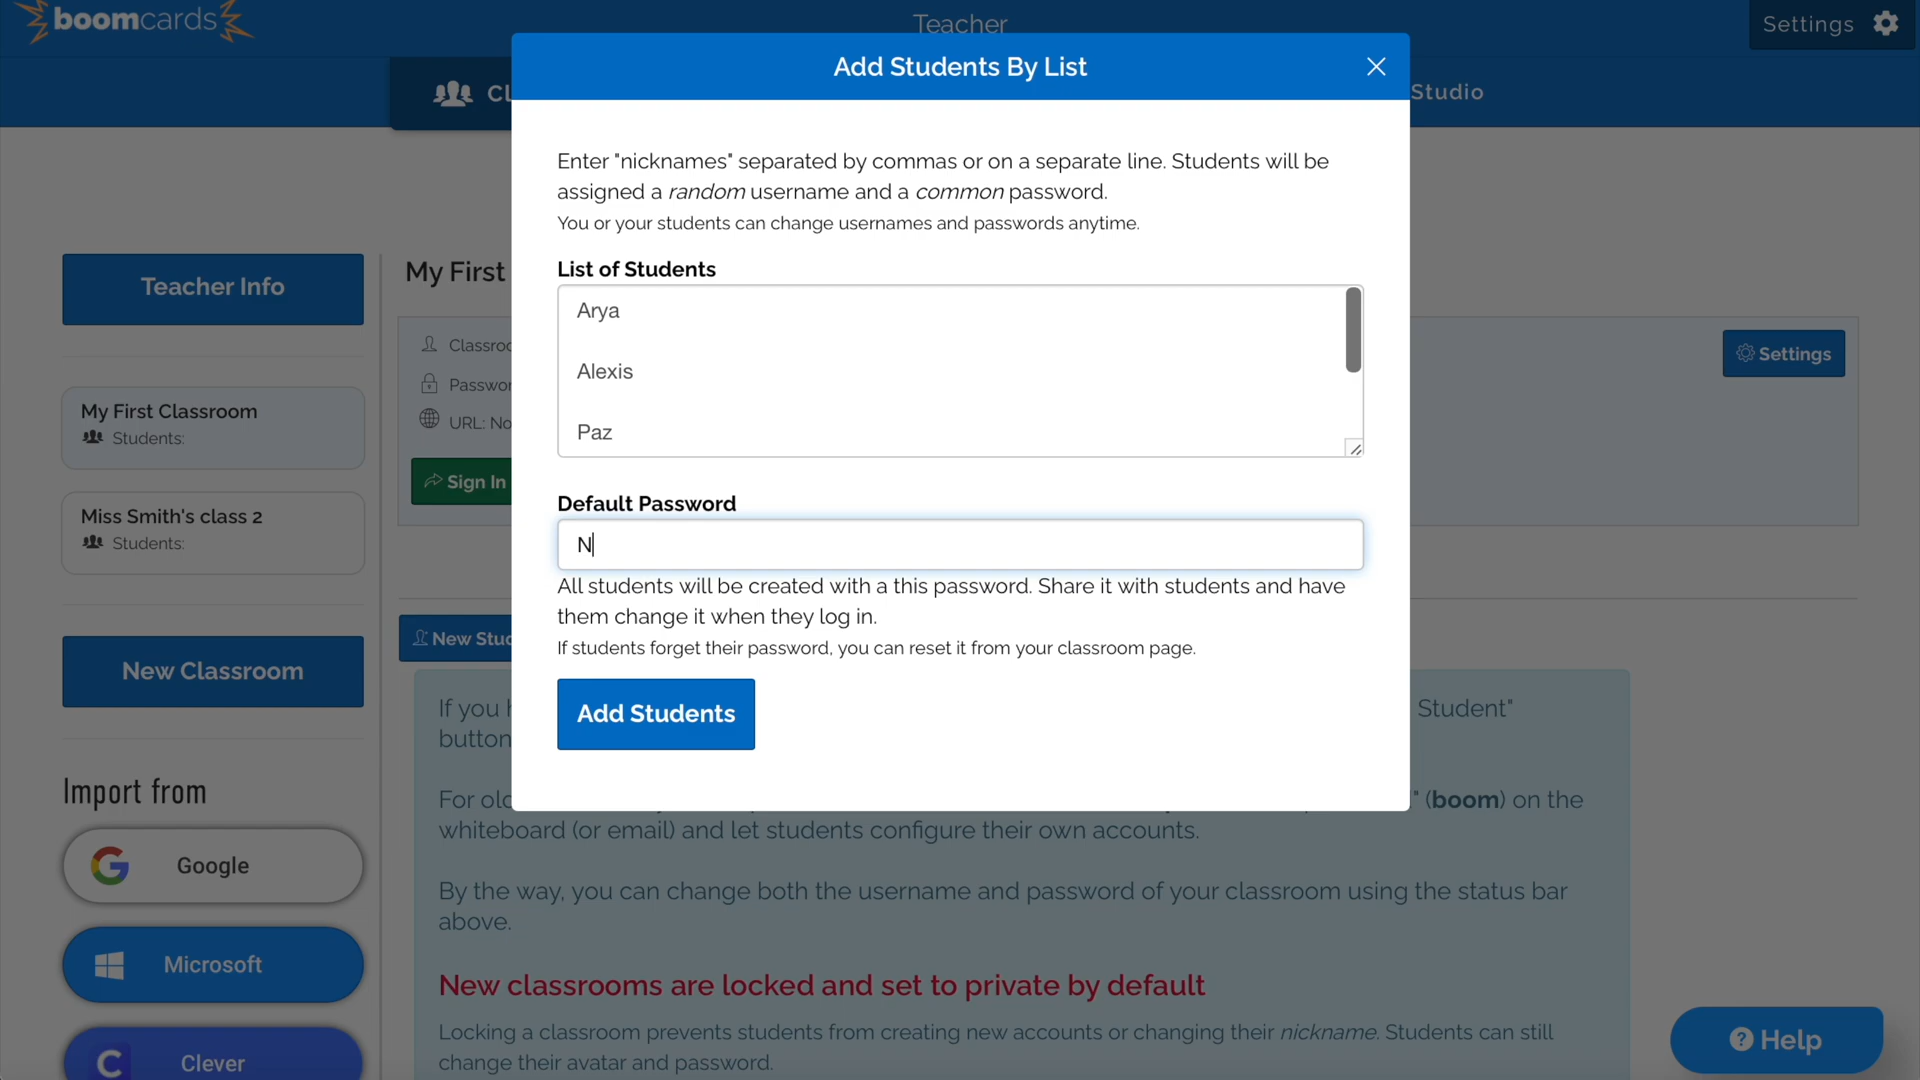 boomcards
Teacher
Settings
Add Students By List
Cl
Studio
Enter "nicknames" separated by commas or on a separate line. Students will be
assigned a random username and a common password.
You or your students can change usernames and passwords anytime.
List of Students
Arya
Alexis
Paz
Default Password
N
All students will be created with a this password. Share it with students and have
them change it when they log in.
If students forget their password, you can reset it from your classroom page.
Add Students
Teacher Info
My First Classroom
Students:
Miss Smith's class 2
Students:
New Classroom
Import from
Google
Microsoft
C Clever
My First
Classroo
Passwor
URL: No
Sign In
Settings
New Stu
If you
Student"
button
For old
" (boom) on the
whiteboard (or email) and let students configure their own accounts.
By the way, you can change both the username and password of your classroom using the status bar
above.
New classrooms are locked and set to private by default
Locking a classroom prevents students from creating new accounts or changing their nickname. Students can still
change their avatar and password.
? Help